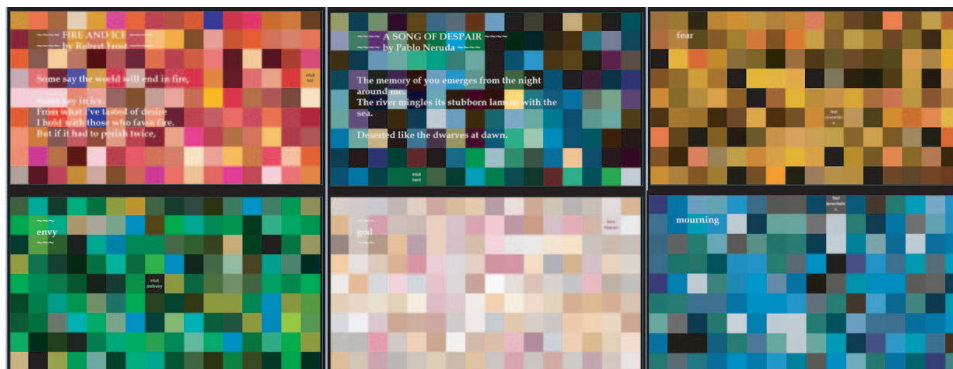 ~~~~ FIRE AND ICE ~~~~
~~~~ by Robert Frost ~~~~
Some say the world will end in fire,
Some say in ice.
From what I've tasted of desire
I hold with those who favor fire.
But if it had to perish twice,
~~~~ A SONG OF DESPAIR ~~~~
~~~~ by Pablo Neruda ~~~~
The memory of you emerges from the night
around me.
The river mingles its stubborn lament with the
sea.
Deserted like the dwarves at dawn.
fear
~~~~
envy
~~~~
~~~~
god
~~~~
mourning